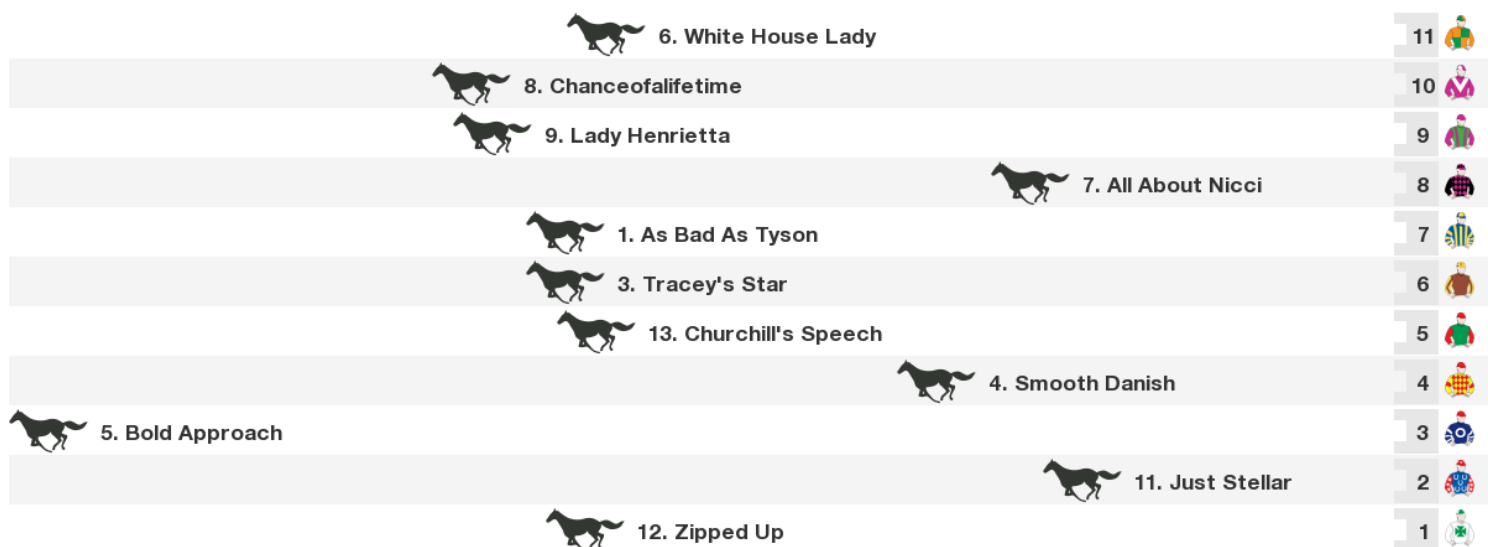 6. White House Lady 11
8. Chanceofalifetime 10
9. Lady Henrietta 9
7. All About Nicci 8
1. As Bad As Tyson 7
3. Tracey's Star 6
13. Churchill's Speech 5
4. Smooth Danish 4
5. Bold Approach 3
11. Just Stellar 2
12. Zipped Up 1